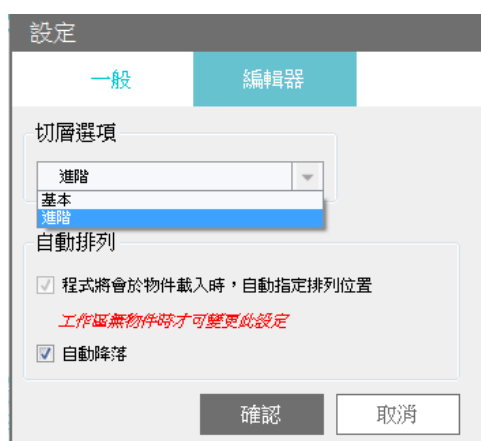 設定
一般
編輯器
切層選項
進階
基本
進階
自動排列
程式將會於物件載入時，自動指定排列位置
工作區無物件時才可變更此設定
自動降落
確認
取消